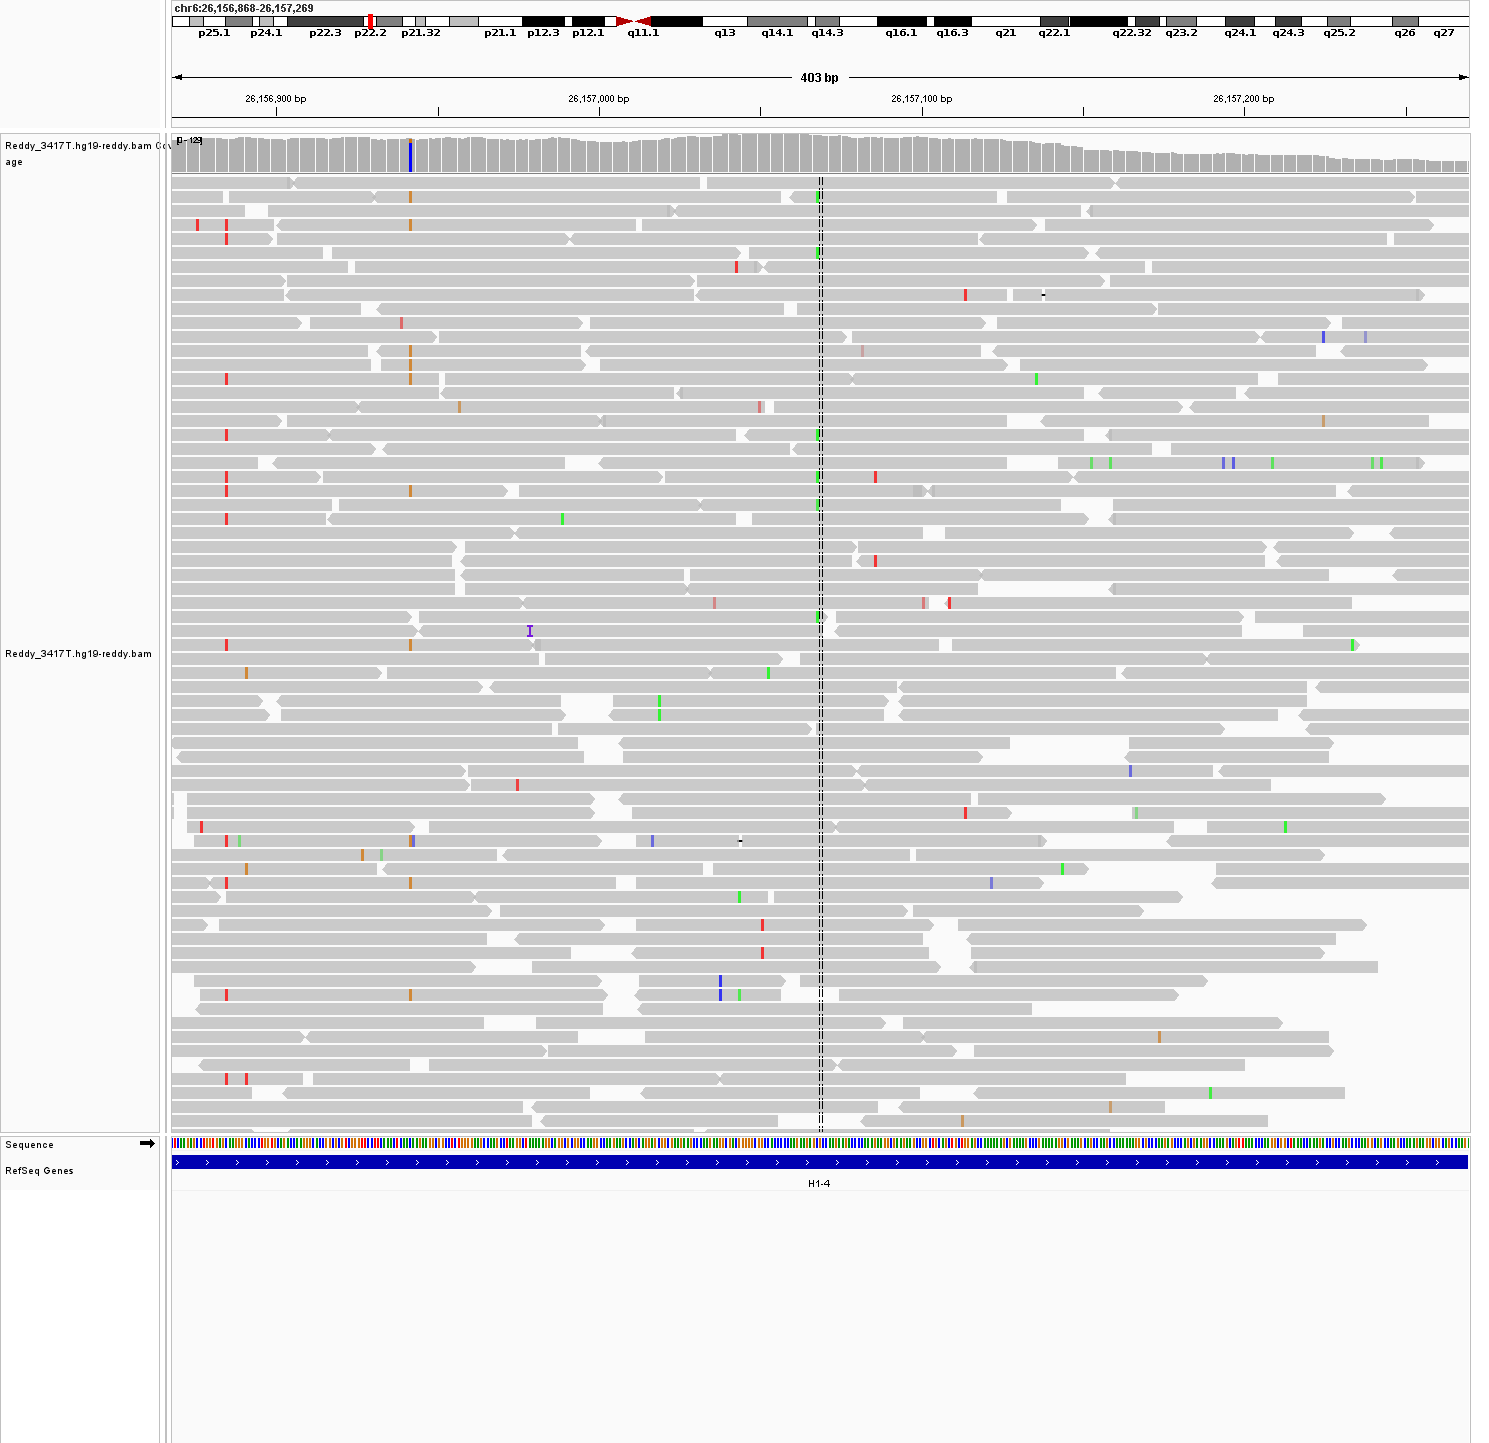 chr6:26,156,868-26,157,269
p25.1 p24.1 p22.3 p22.2 p21.32 p21.1 p12.3 p12.1 q11.1 q13 q14.1 q14.3 q16.1 q16.3 q21 q22.1 q22.32 q23.2 q24.1 q24.3 q25.2 q26 q27
403 bp
26,156,900 bp 26,157,000 bp 26,157,100 bp 26,157,200 bp
[0 - 129]
Reddy_3417T.hg19-reddy.bam Cov
age
Reddy_3417T.hg19-reddy.bam
Sequence
RefSeq Genes
H1-4